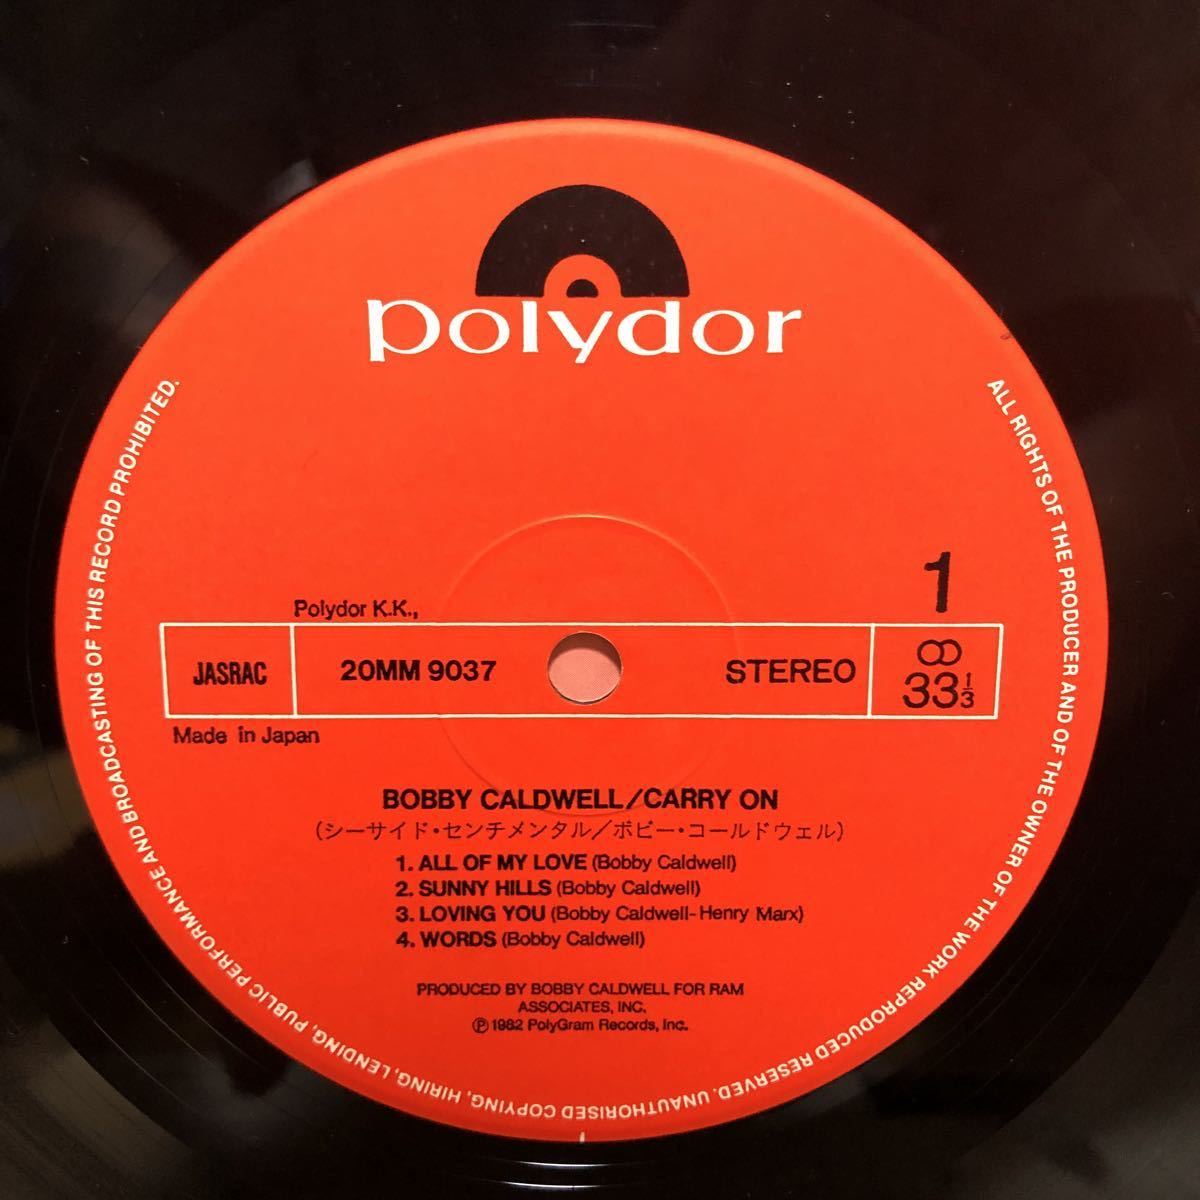 polydor
1
Polydor K.K.,
JASRAC
20MM 9037
STEREO
33⅓
Made in Japan
BOBBY CALDWELL/CARRY ON
(シーサイド・センチメンタル/ボビー・コールドウェル)
1. ALL OF MY LOVE (Bobby Caldwell)
2. SUNNY HILLS (Bobby Caldwell)
3. LOVING YOU (Bobby Caldwell-Henry Marx)
4. WORDS (Bobby Caldwell)
PRODUCED BY BOBBY CALDWELL FOR RAM
ASSOCIATES, INC.
Ⓟ1982 PolyGram Records, Inc.
ALL RIGHTS OF THE PRODUCER AND OF THE OWNER OF THE WORK REPRODUCED RESERVED. UNAUTHORISED COPYING, HIRING, LENDING, PUBLIC PERFORMANCE AND BROADCASTING OF THIS RECORD PROHIBITED.